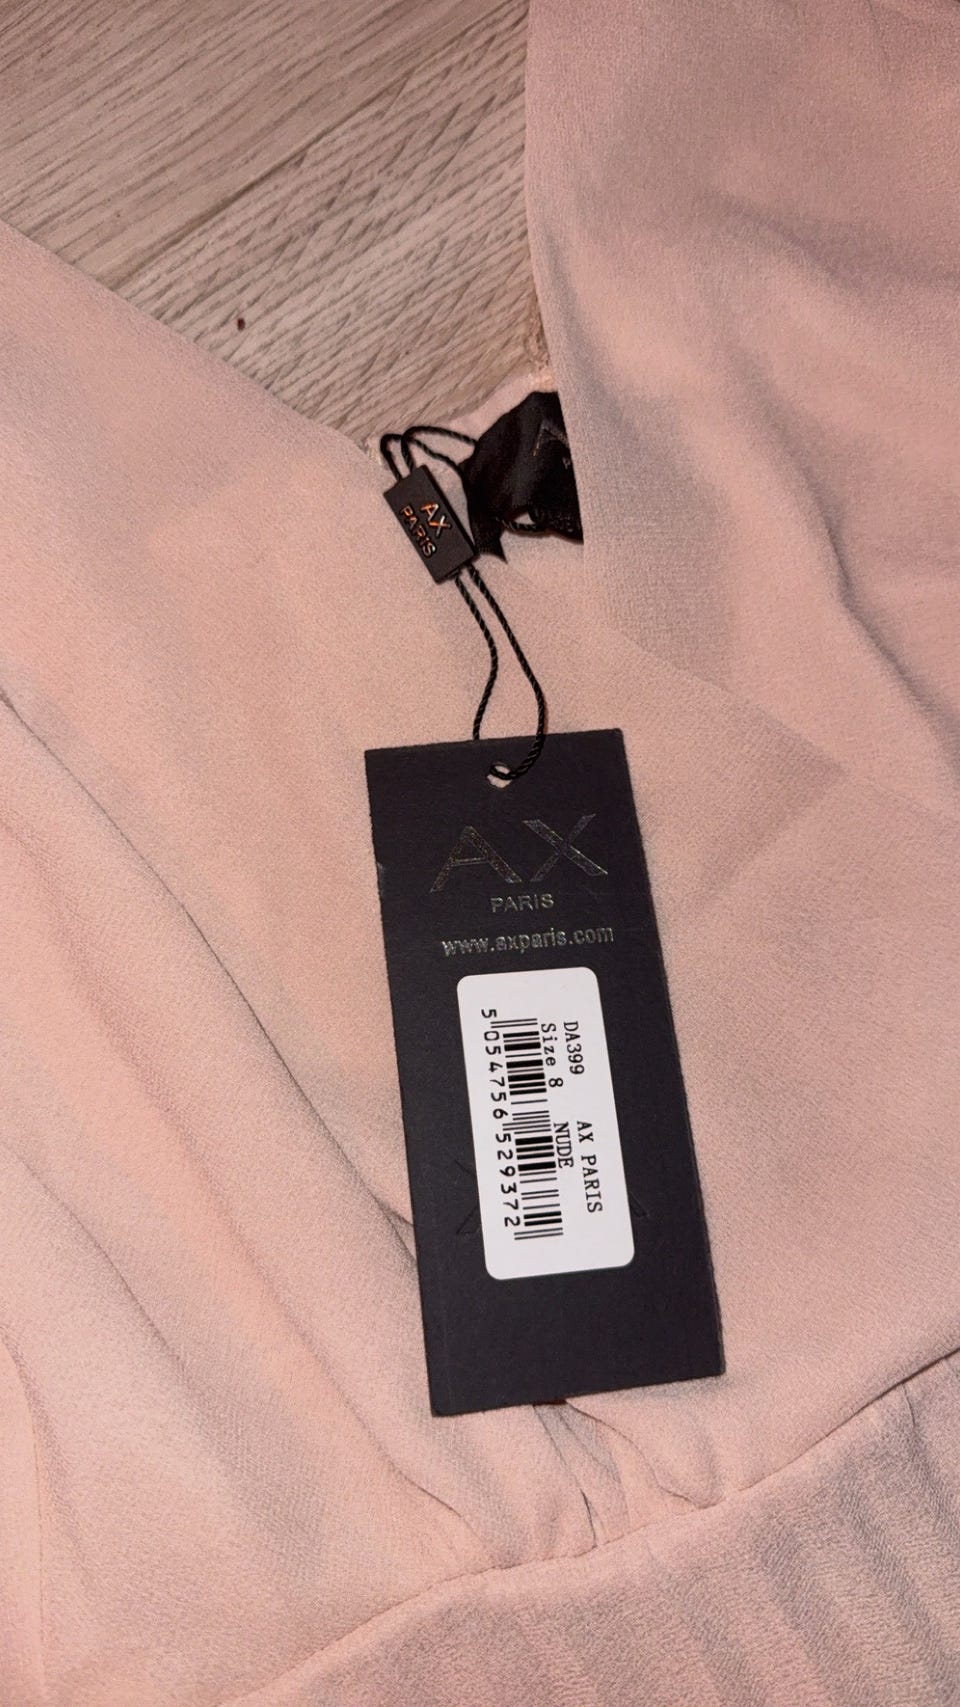 AX
PARIS
AX
PARIS
www.axparis.com
AX PARIS
DA399
Size 8 NUDE
5 054756 529372